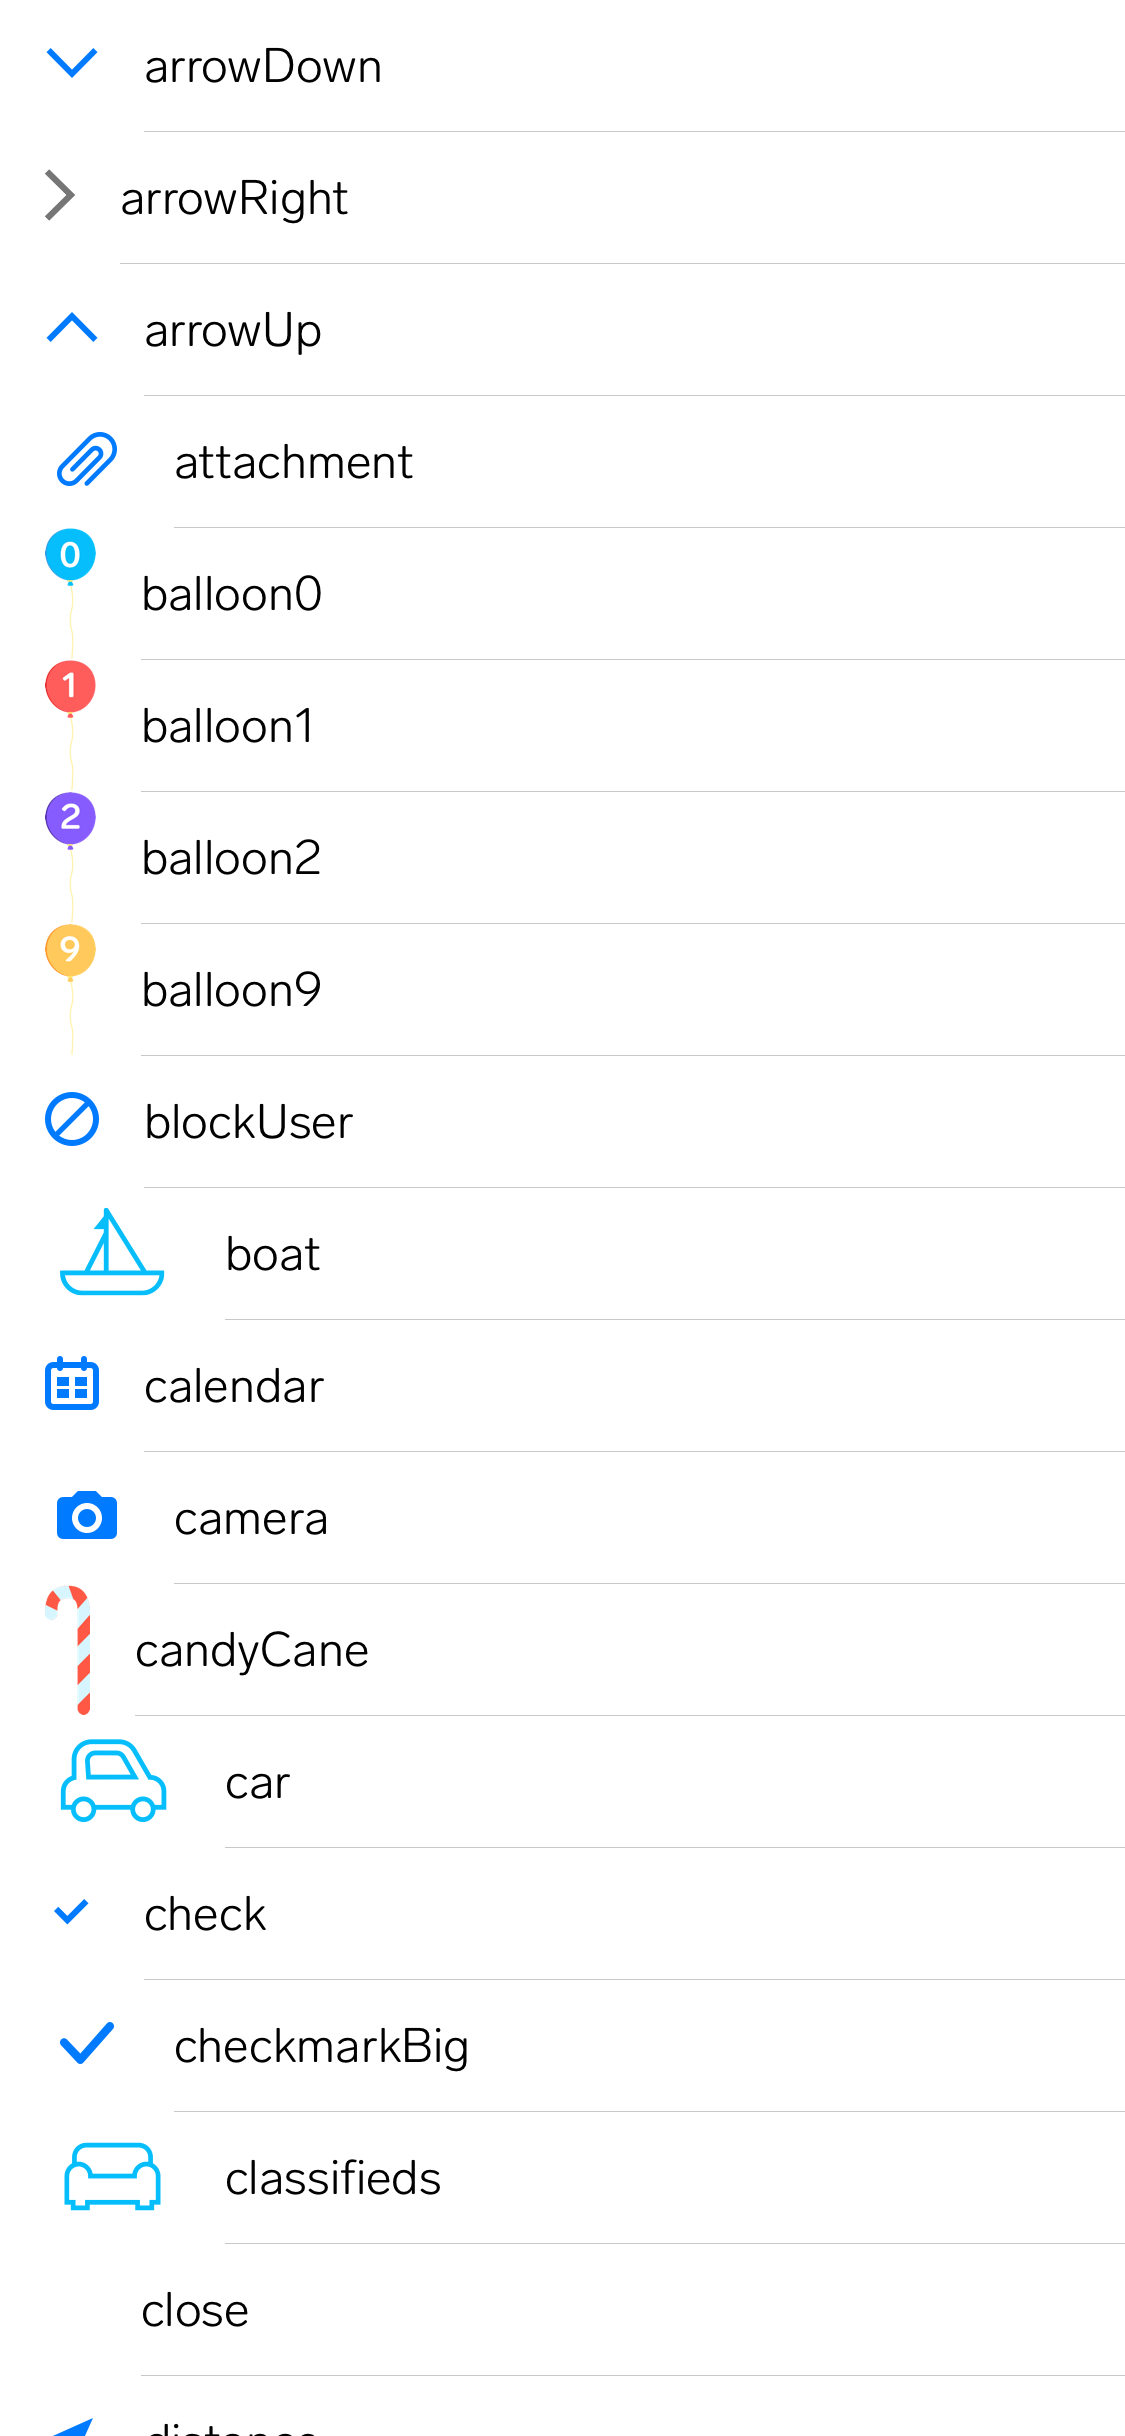 arrowDown
arrowRight
arrowUp
attachment
0
balloon0
1
balloon1
2
balloon2
9
balloon9
blockUser
boat
calendar
camera
candyCane
car
check
checkmarkBig
classifieds
close
distance